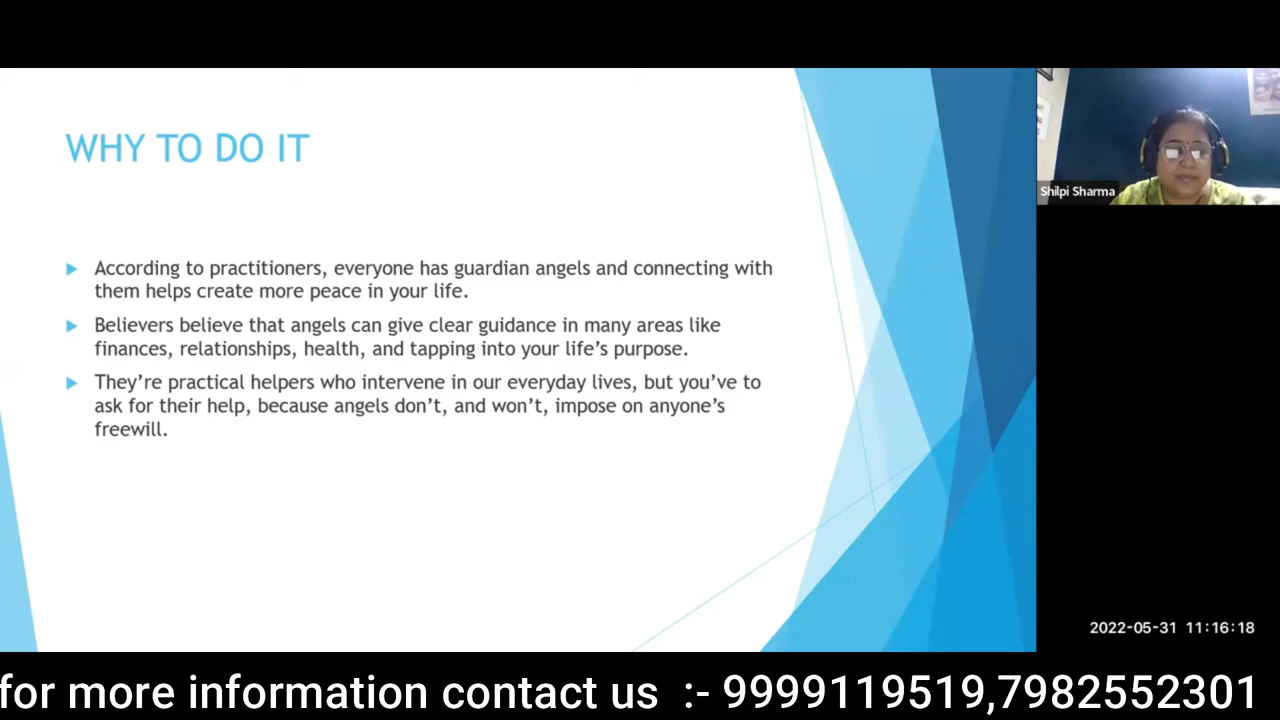 WHY TO DO IT
According to practitioners, everyone has guardian angels and connecting with
them helps create more peace in your life.
Believers believe that angels can give clear guidance in many areas like
finances, relationships, health, and tapping into your life's purpose.
They're practical helpers who intervene in our everyday lives, but you've to
ask for their help, because angels don't, and won't, impose on anyone's
freewill.
Shilpi Sharma
2022-05-31 11:16:18
for more information contact us :- 9999119519,7982552301